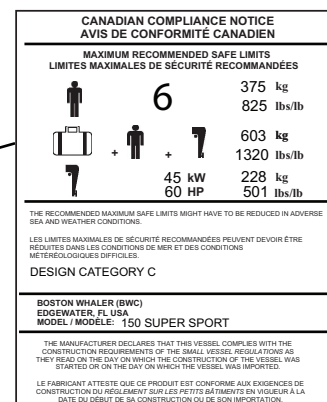 CANADIAN COMPLIANCE NOTICE
AVIS DE CONFORMITÉ CANADIEN
MAXIMUM RECOMMENDED SAFE LIMITS
LIMITES MAXIMALES DE SÉCURITÉ RECOMMANDÉES
6 375 kg
825 lbs/lb
603 kg
+ + 1320 lbs/lb
45 kW 228 kg
60 HP 501 lbs/lb
THE RECOMMENDED MAXIMUM SAFE LIMITS MIGHT HAVE TO BE REDUCED IN ADVERSE
SEA AND WEATHER CONDITIONS.
LES LIMITES MAXIMALES DE SÉCURITÉ RECOMMANDÉES PEUVENT DEVOIR ÊTRE
RÉDUITES DANS LES CONDITIONS DE MER ET DES CONDITIONS
MÉTÉREOLOGIQUES DIFFICILES.
DESIGN CATEGORY C
BOSTON WHALER (BWC)
EDGEWATER, FL USA
MODEL / MODÈLE: 150 SUPER SPORT
THE MANUFACTURER DECLARES THAT THIS VESSEL COMPLIES WITH THE
CONSTRUCTION REQUIREMENTS OF THE SMALL VESSEL REGULATIONS AS
THEY READ ON THE DAY ON WHICH THE CONSTRUCTION OF THE VESSEL WAS
STARTED OR ON THE DAY ON WHICH THE VESSEL WAS IMPORTED.
LE FABRICANT ATTESTE QUE CE PRODUIT EST CONFORME AUX EXIGENCES DE
CONSTRUCTION DU RÉGLEMENT SUR LES PETITS BÂTIMENTS EN VIGUEUR À LA
DATE DU DÉBUT DE SA CONSTRUCTION OU DE SON IMPORTATION.